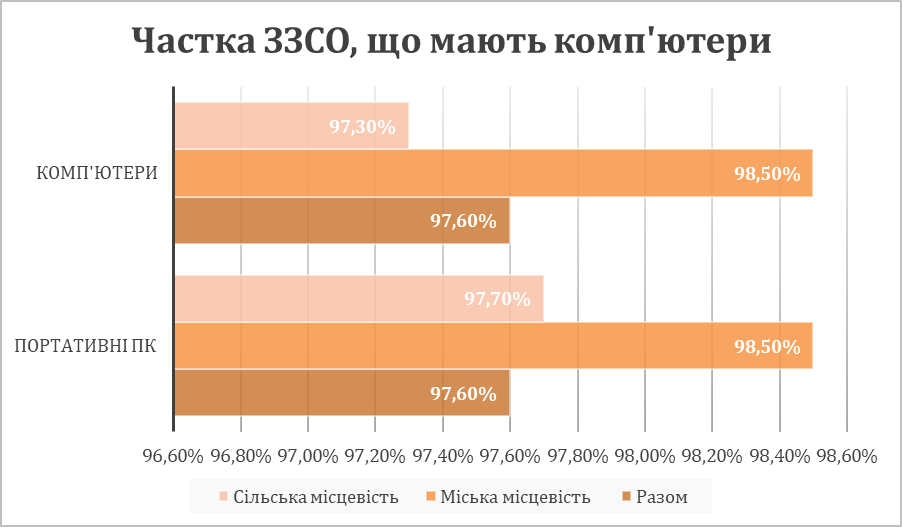 Частка ЗЗСО, що мають комп'ютери
97,30%
КОМП'ЮТЕРИ
98,50%
97,60%
97,70%
ПОРТАТИВНІ ПК
98,50%
97,60%
96,60% 96,80% 97,00% 97,20% 97,40% 97,60% 97,80% 98,00% 98,20% 98,40% 98,60%
Сільська місцевість Міська місцевість Разом